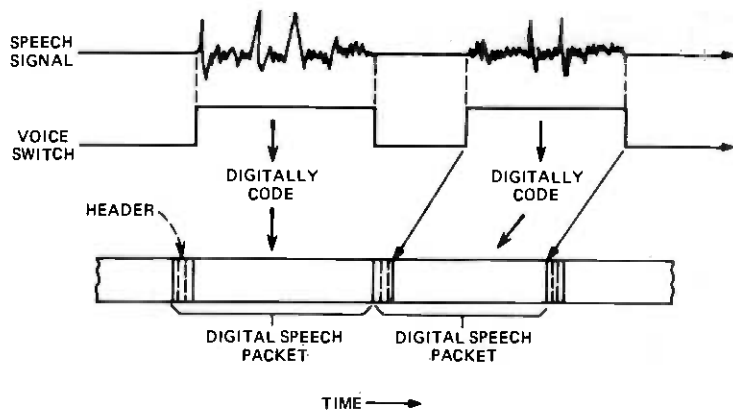 SPEECH
SIGNAL
VOICE
SWITCH
DIGITALLY
CODE
DIGITALLY
CODE
HEADER
DIGITAL SPEECH
PACKET
DIGITAL SPEECH
PACKET
TIME